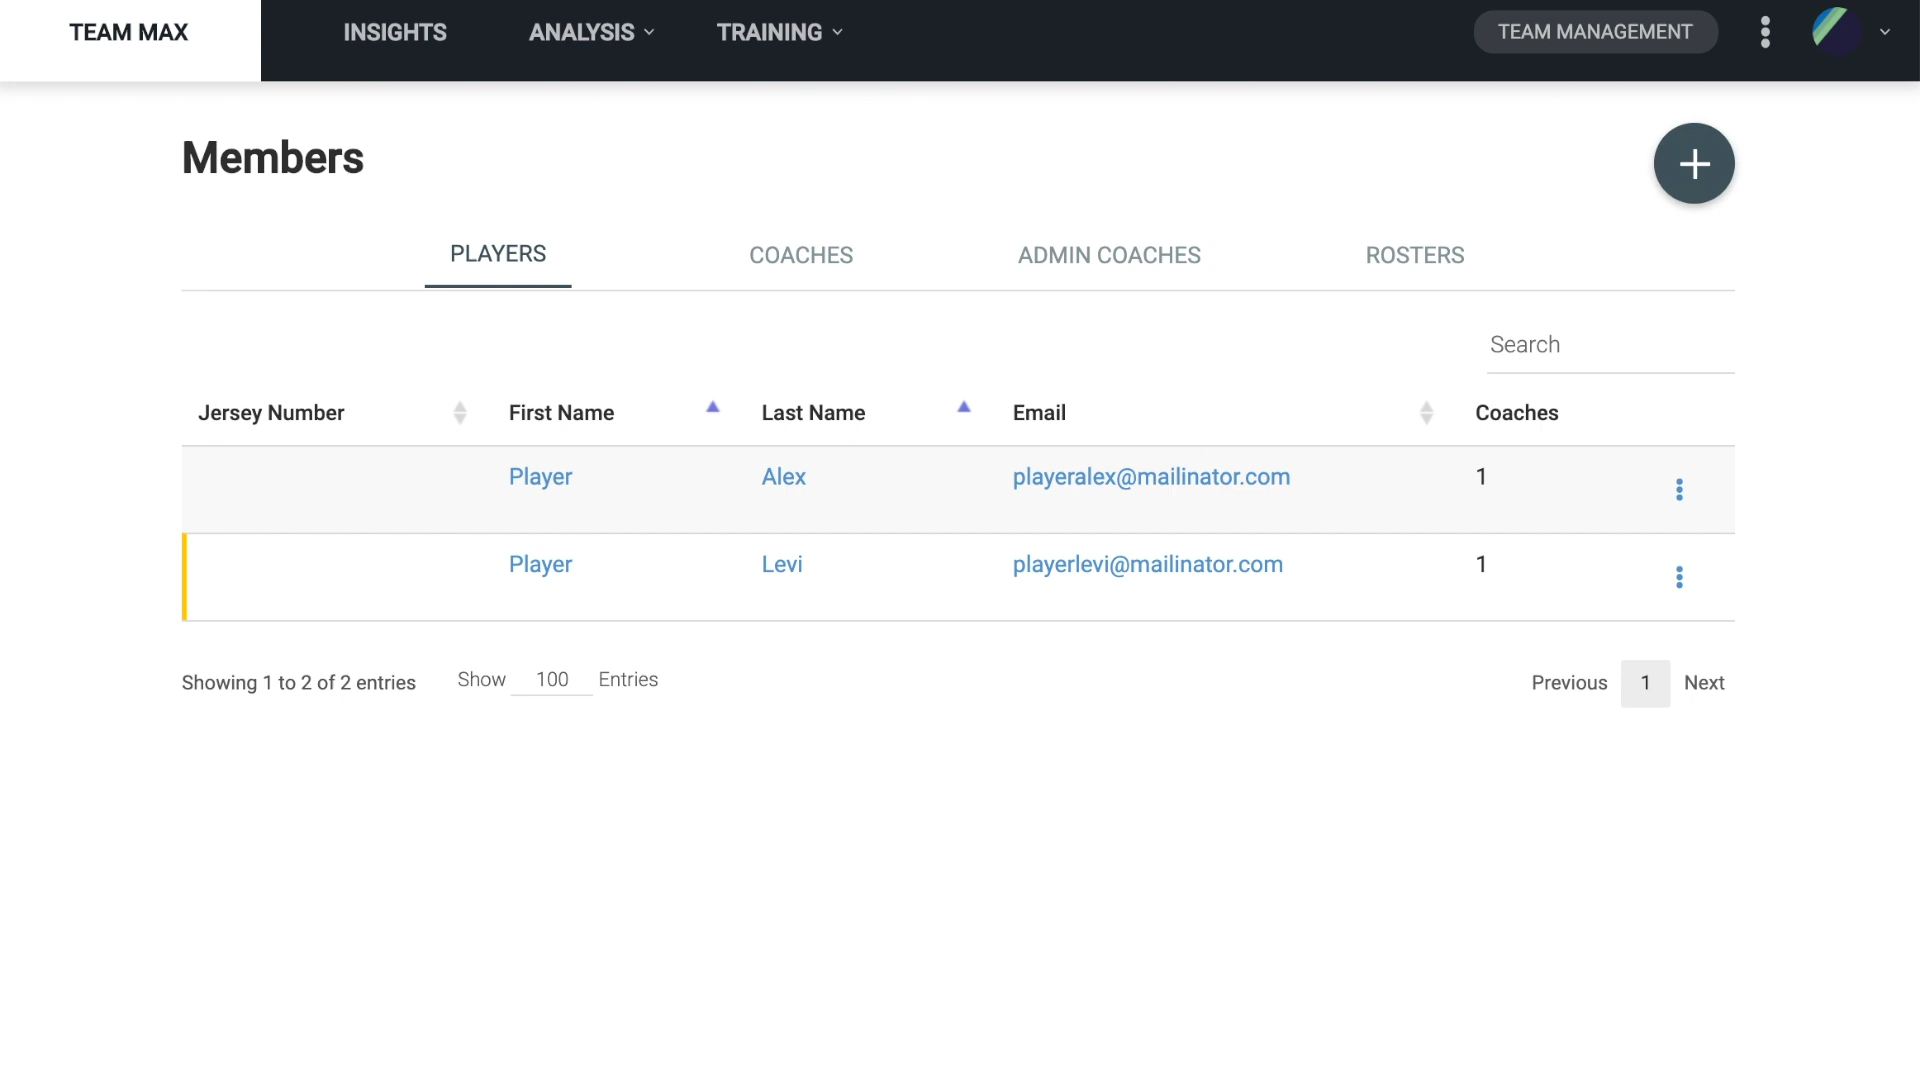 TEAM MAX INSIGHTS ANALYSIS TRAINING TEAM MANAGEMENT
Members
PLAYERS COACHES ADMIN COACHES ROSTERS
Search
Jersey Number First Name Last Name Email Coaches
Player Alex playeralex@mailinator.com 1
Player Levi playerlevi@mailinator.com 1
Showing 1 to 2 of 2 entries Show 100 Entries Previous 1 Next